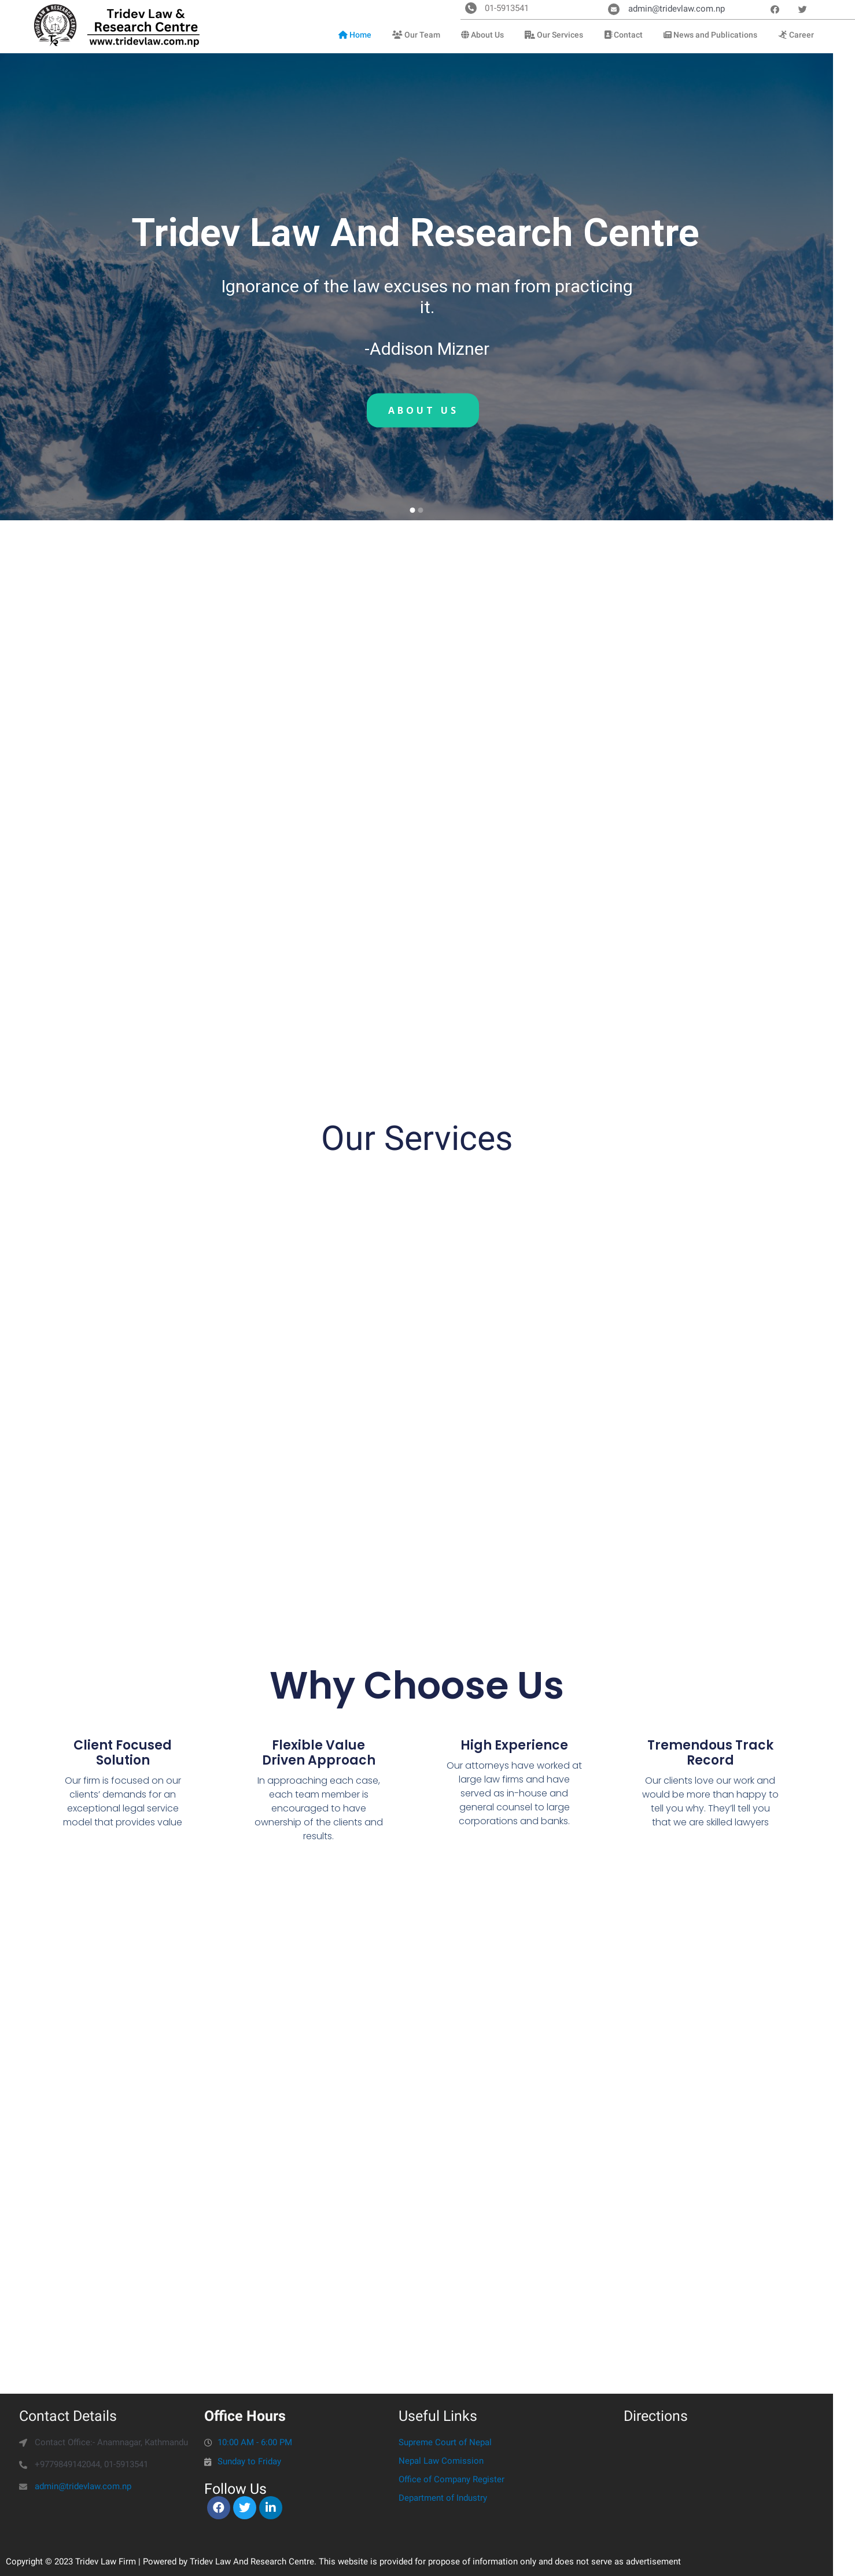 TRIDEV LAW & RESEARCH CENTRE
Tridev Law &
Research Centre
www.tridevlaw.com.np
01-5913541
admin@tridevlaw.com.np
Home
Our Team
About Us
Our Services
Contact
News and Publications
Career
Tridev Law And Research Centre
Ignorance of the law excuses no man from practicing
it.
-Addison Mizner
ABOUT US
Our Services
Why Choose Us
Client Focused
Solution
Our firm is focused on our
clients’ demands for an
exceptional legal service
model that provides value
Flexible Value
Driven Approach
In approaching each case,
each team member is
encouraged to have
ownership of the clients and
results.
High Experience
Our attorneys have worked at
large law firms and have
served as in-house and
general counsel to large
corporations and banks.
Tremendous Track
Record
Our clients love our work and
would be more than happy to
tell you why. They’ll tell you
that we are skilled lawyers
Contact Details
Contact Office:- Anamnagar, Kathmandu
+9779849142044, 01-5913541
admin@tridevlaw.com.np
Office Hours
10:00 AM - 6:00 PM
Sunday to Friday
Follow Us
Useful Links
Supreme Court of Nepal
Nepal Law Comission
Office of Company Register
Department of Industry
Directions
Copyright © 2023 Tridev Law Firm | Powered by Tridev Law And Research Centre. This website is provided for propose of information only and does not serve as advertisement